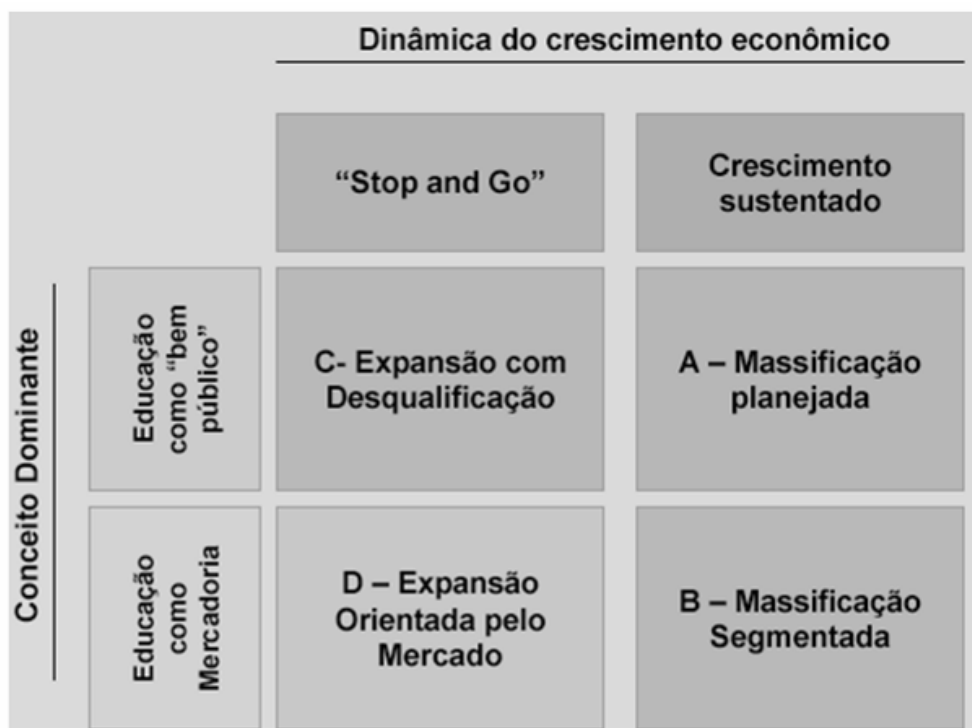 Dinâmica do crescimento econômico
“Stop and Go”
Crescimento
sustentado
Conceito Dominante
Educação
como “bem
público”
C- Expansão com
Desqualificação
A – Massificação
planejada
Educação
como
Mercadoria
D – Expansão
Orientada pelo
Mercado
B – Massificação
Segmentada